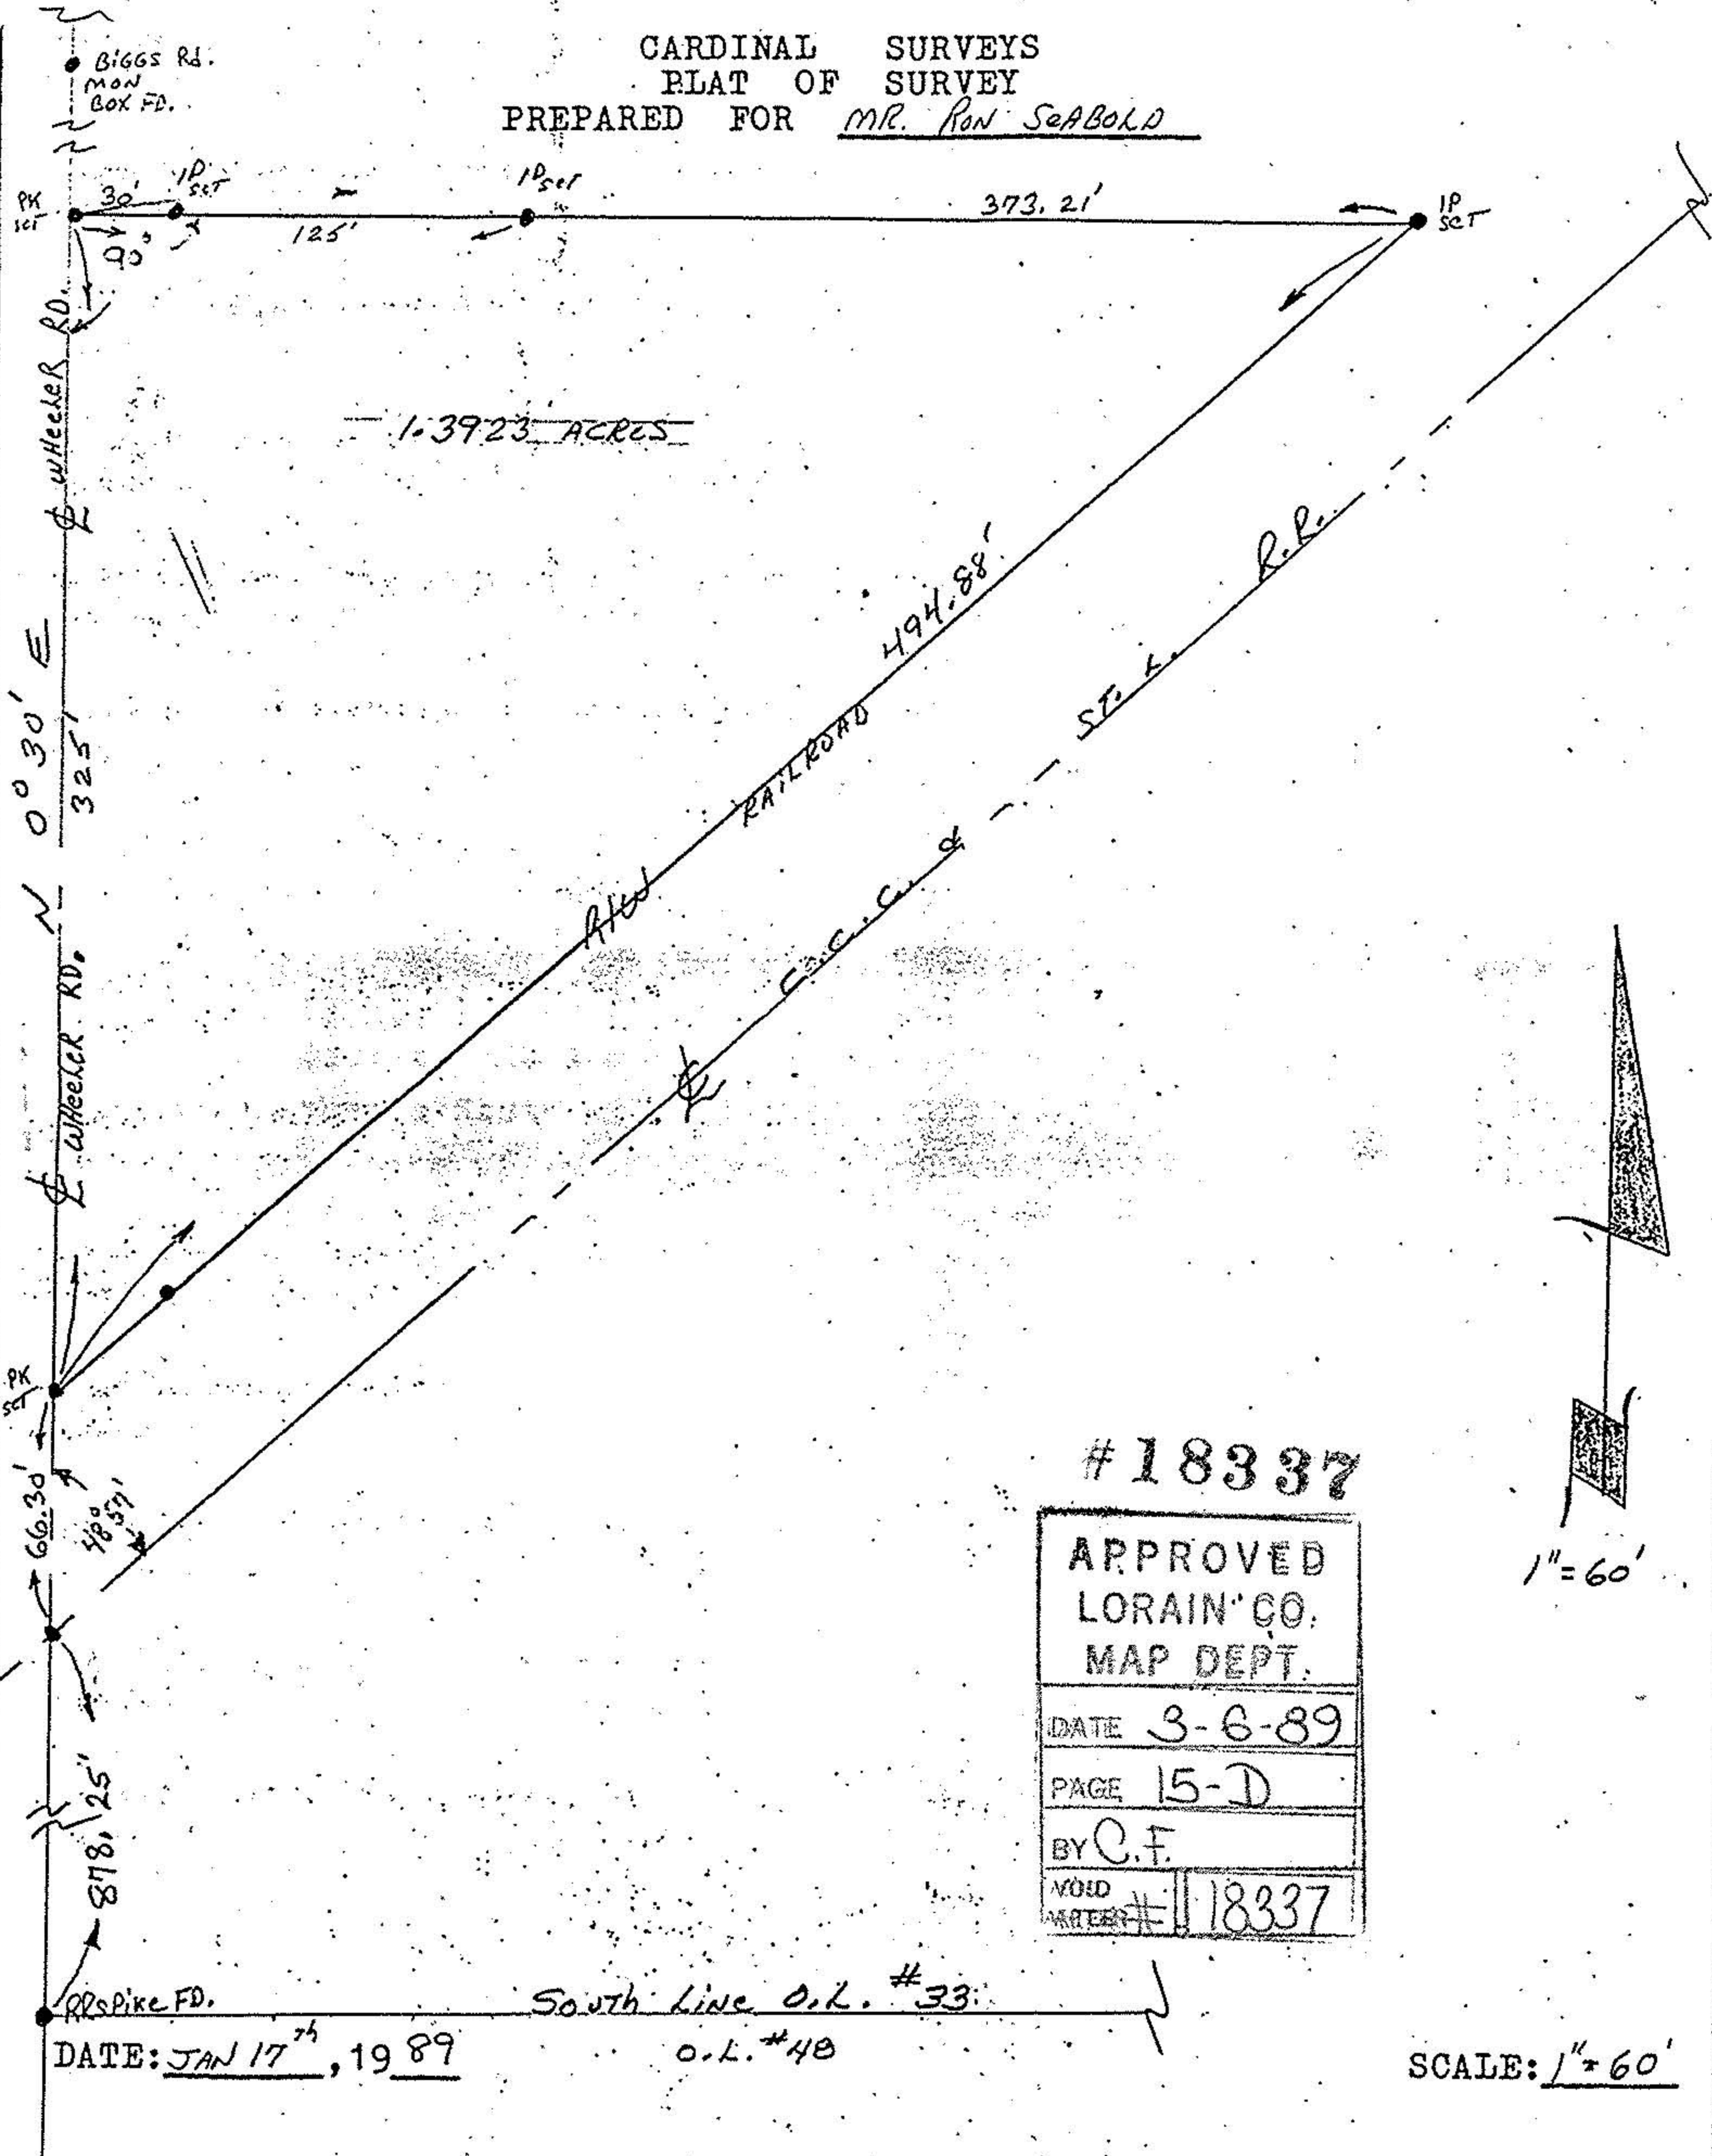 CARDINAL SURVEYS
PLAT OF SURVEY
PREPARED FOR MR. RON SEABOLD
BIGGS Rd.
MON
BOX FD.
PK
SET
30'
IP
SET
125'
IP SET
373.21'
IP
SET
90°
℄ WHEELER RD.
1.3923 ACRES
N 0° 30' E
325'
494.88'
R/W RAILROAD
℄ C. C. C. & ST. L. R.R.
℄ WHEELER RD.
PK
SET
66.30'
48° 57'
878.25'
#18337
APPROVED
LORAIN CO.
MAP DEPT.
DATE 3-6-89
PAGE 15-D
BY C.F.
VOID
# 18337
1"=60'
RRSPIKE FD.
SOUTH LINE O.L. #33
O.L. #48
DATE: JAN 17th, 19 89
SCALE: 1"=60'